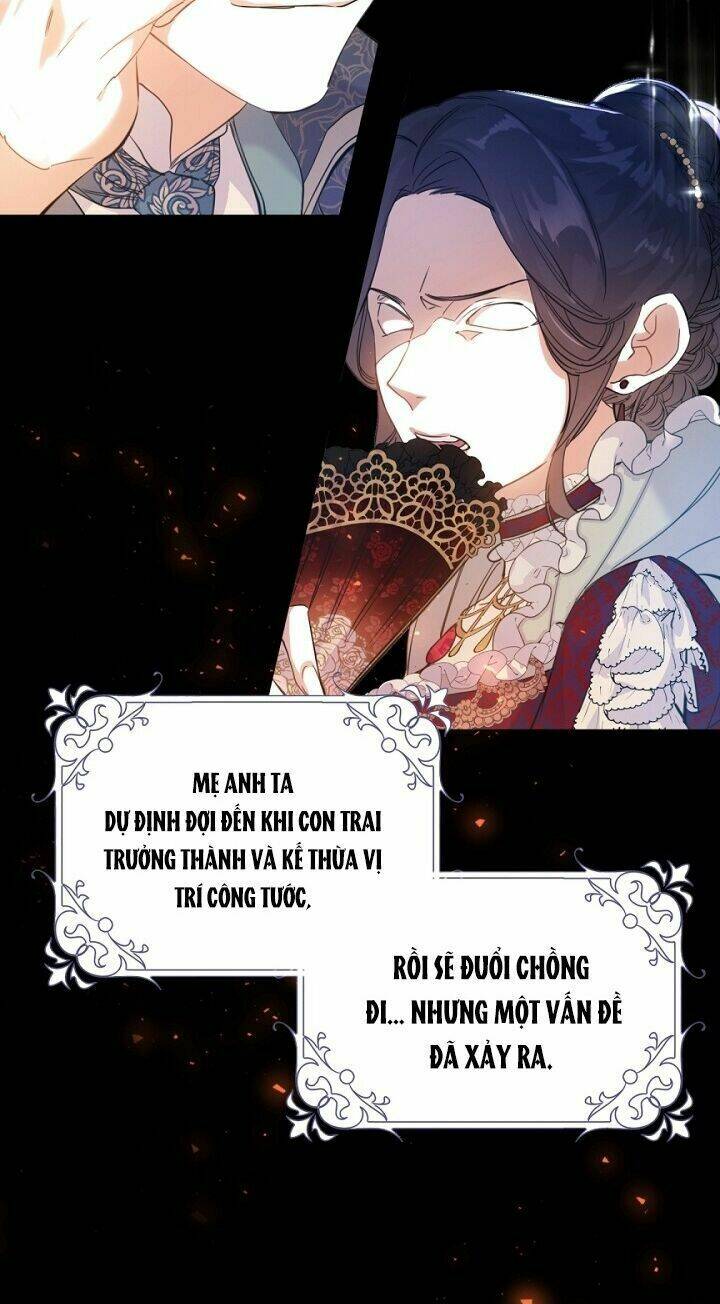 MẸ ANH TA
DỰ ĐỊNH ĐỢI ĐẾN KHI CON TRAI
TRƯỞNG THÀNH VÀ KẾ THỪA VỊ
TRÍ CÔNG TƯỚC,
RỒI SẼ ĐUỔI CHỒNG
ĐI... NHƯNG MỘT VẤN ĐỀ
ĐÃ XẢY RA.